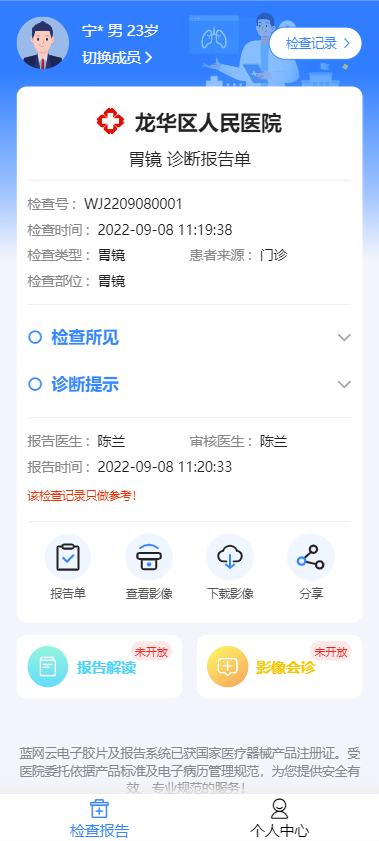 宁* 男 23岁
切换成员
检查记录
龙华区人民医院
胃镜 诊断报告单
检查号：WJ2209080001
检查时间：2022-09-08 11:19:38
检查类型：胃镜 患者来源：门诊
检查部位：胃镜
检查所见
诊断提示
报告医生：陈兰 审核医生：陈兰
报告时间：2022-09-08 11:20:33
该检查记录只做参考！
报告单 查看影像 下载影像 分享
未开放 未开放
报告解读 影像会诊
蓝网云电子胶片及报告系统已获国家医疗器械产品注册证。受
医院委托依据产品标准及电子病历管理规范，为您提供安全有
效、专业规范的服务！
检查报告 个人中心